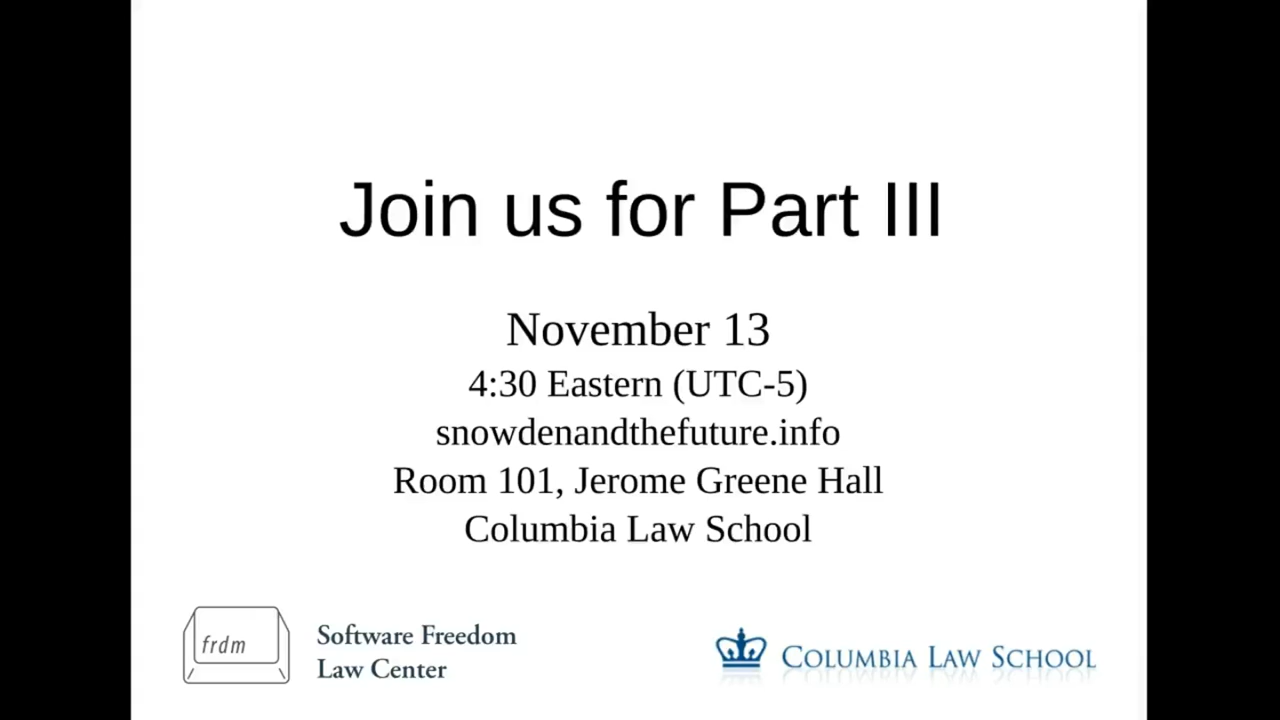 Join us for Part III
November 13
4:30 Eastern (UTC-5)
snowdenandthefuture.info
Room 101, Jerome Greene Hall
Columbia Law School
frdm
Software Freedom
Law Center
COLUMBIA LAW SCHOOL